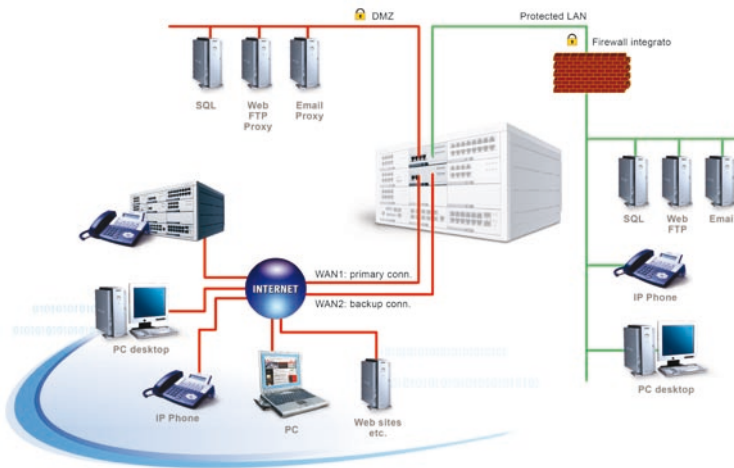 DMZ
Protected LAN
Firewall integrato
SQL
Web
FTP
Proxy
Email
Proxy
SQL
Web
FTP
Email
WAN1: primary conn.
INTERNET
WAN2: backup conn.
IP Phone
PC desktop
PC desktop
IP Phone
PC
Web sites
etc.